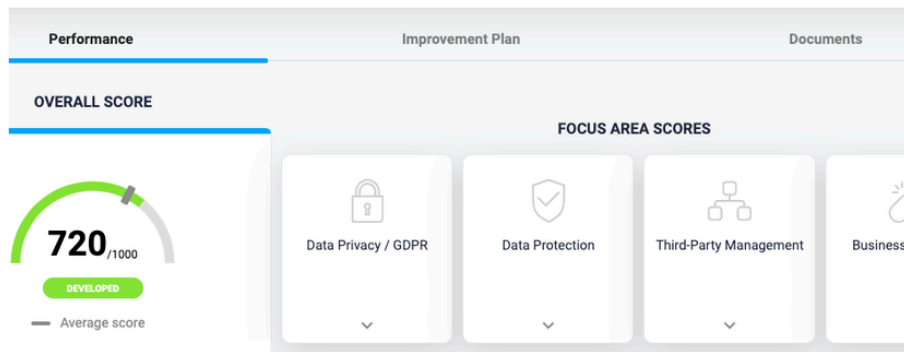 Performance
Improvement Plan
Documents
OVERALL SCORE
FOCUS AREA SCORES
720/1000
DEVELOPED
Average score
Data Privacy / GDPR
Data Protection
Third-Party Management
Business